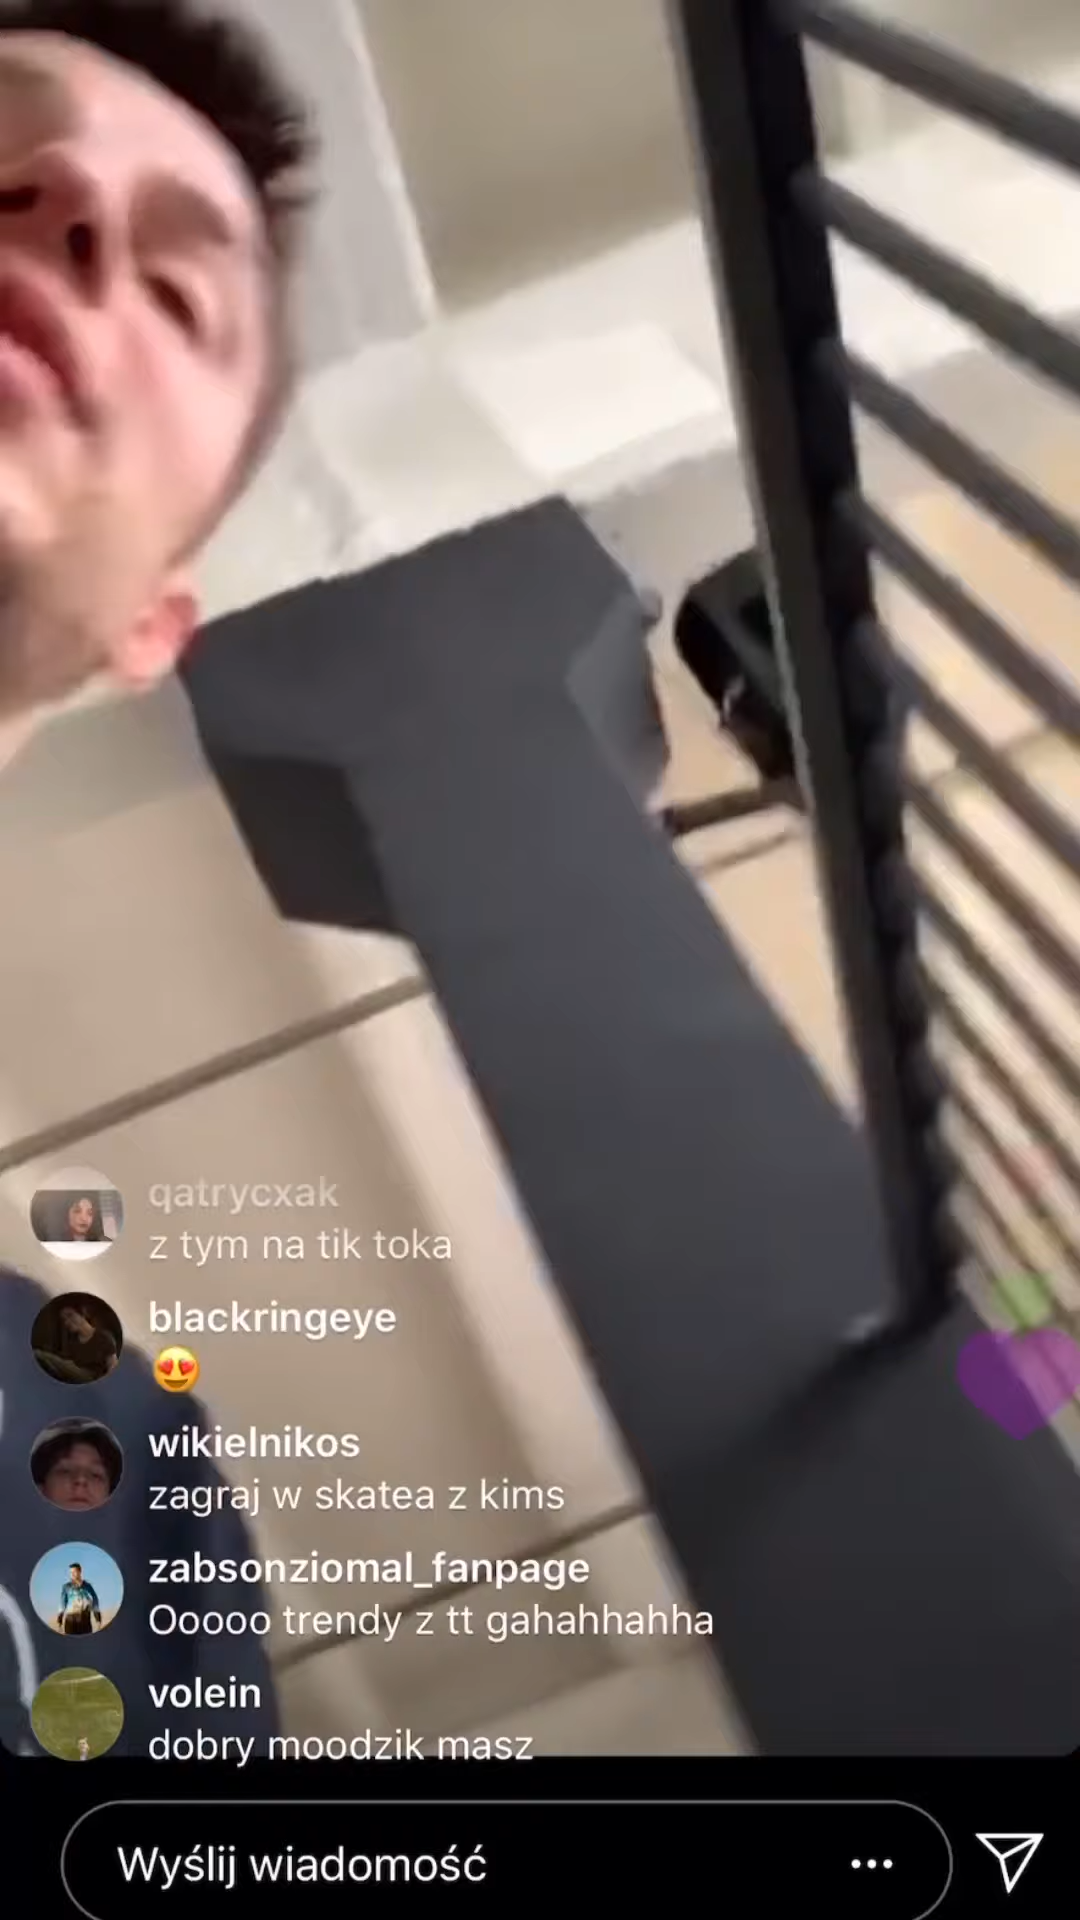 qatrycxak
z tym na tik toka
blackringeye
😍
wikielnikos
zagraj w skatea z kims
zabsonziomal_fanpage
Ooooo trendy z tt gahahhahha
volein
dobry moodzik masz
Wyślij wiadomość